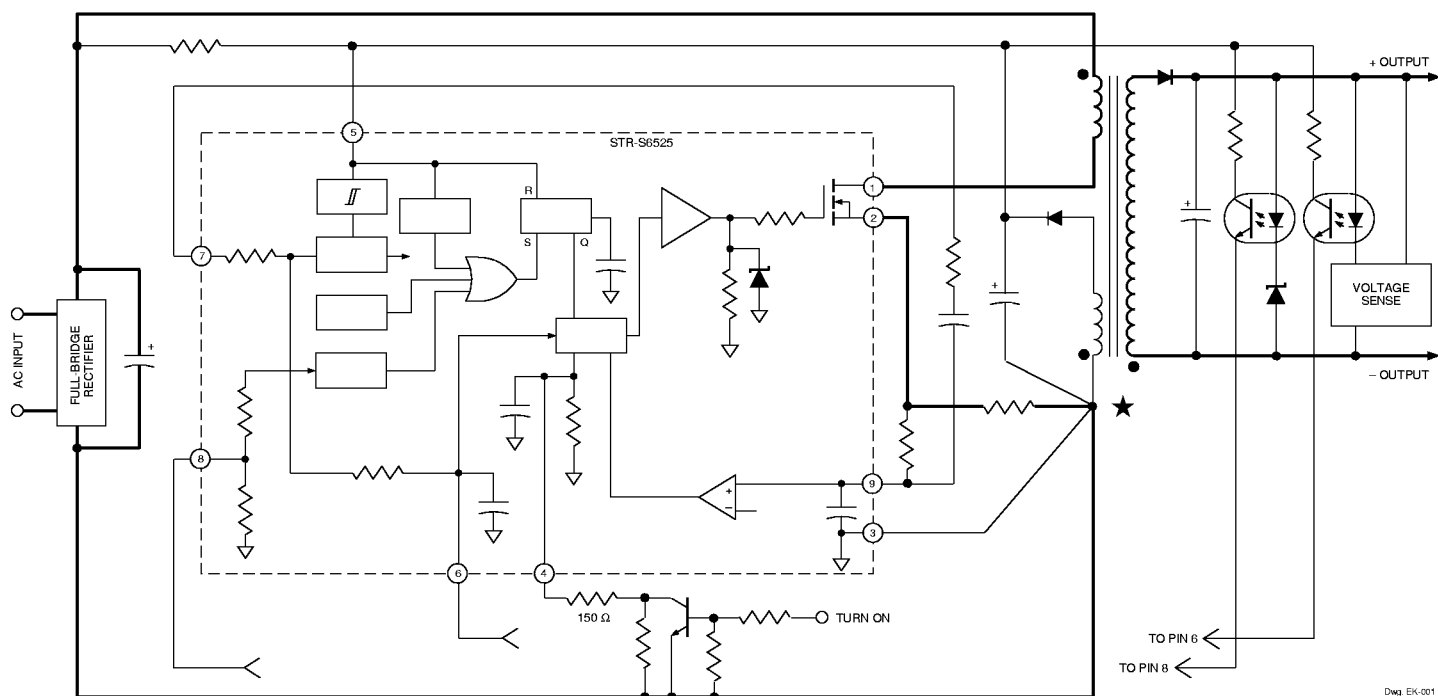 + OUTPUT
5
STR-S6525
1
R
2
S
Q
7
VOLTAGE
SENSE
AC INPUT
FULL-BRIDGE
RECTIFIER
+
+
+
– OUTPUT
8
+
–
9
3
6
4
150 Ω
TURN ON
TO PIN 6
TO PIN 8
Dwg. EK-001